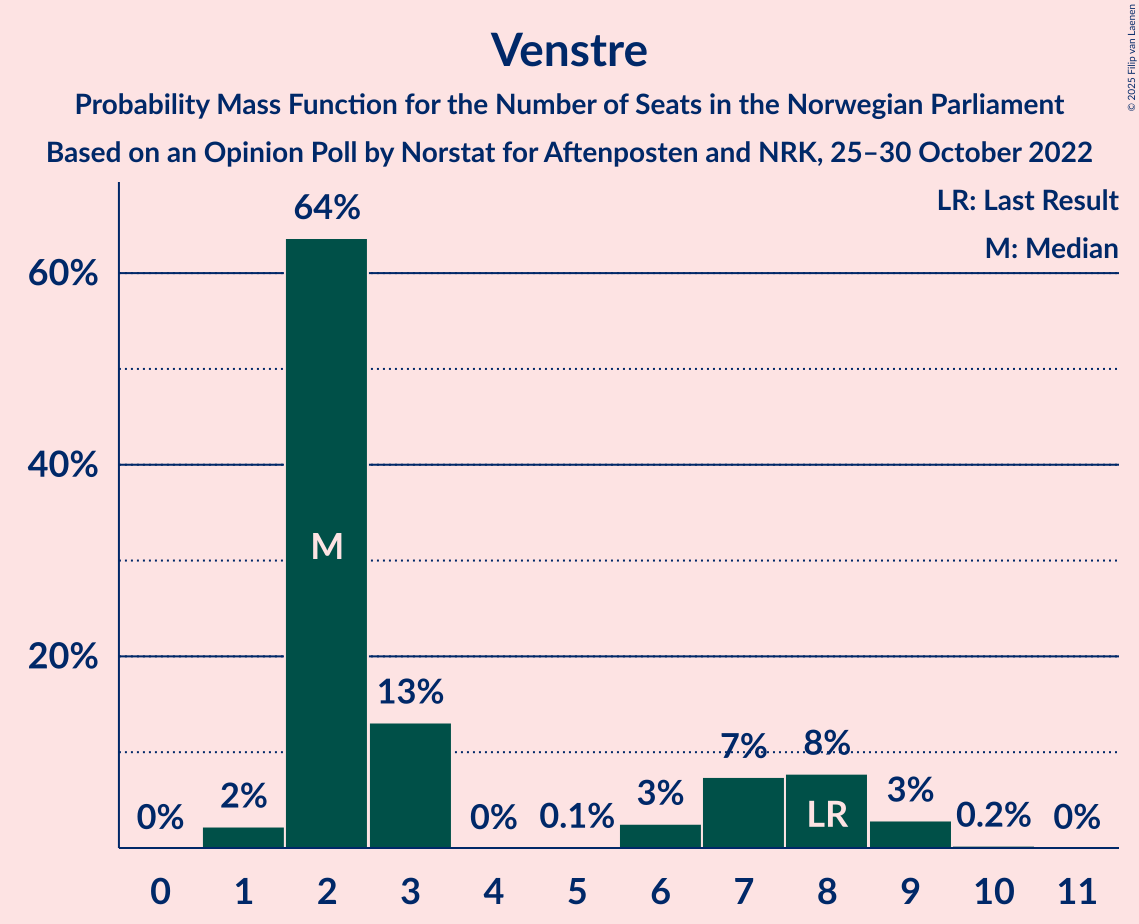 Venstre
Probability Mass Function for the Number of Seats in the Norwegian Parliament
Based on an Opinion Poll by Norstat for Aftenposten and NRK, 25–30 October 2022
© 2025 Filip van Laenen
LR: Last Result
M: Median
60%
40%
20%
0%
2%
64%
13%
0%
0.1%
3%
7%
8%
3%
0.2%
0%
M
LR
0 1 2 3 4 5 6 7 8 9 10 11